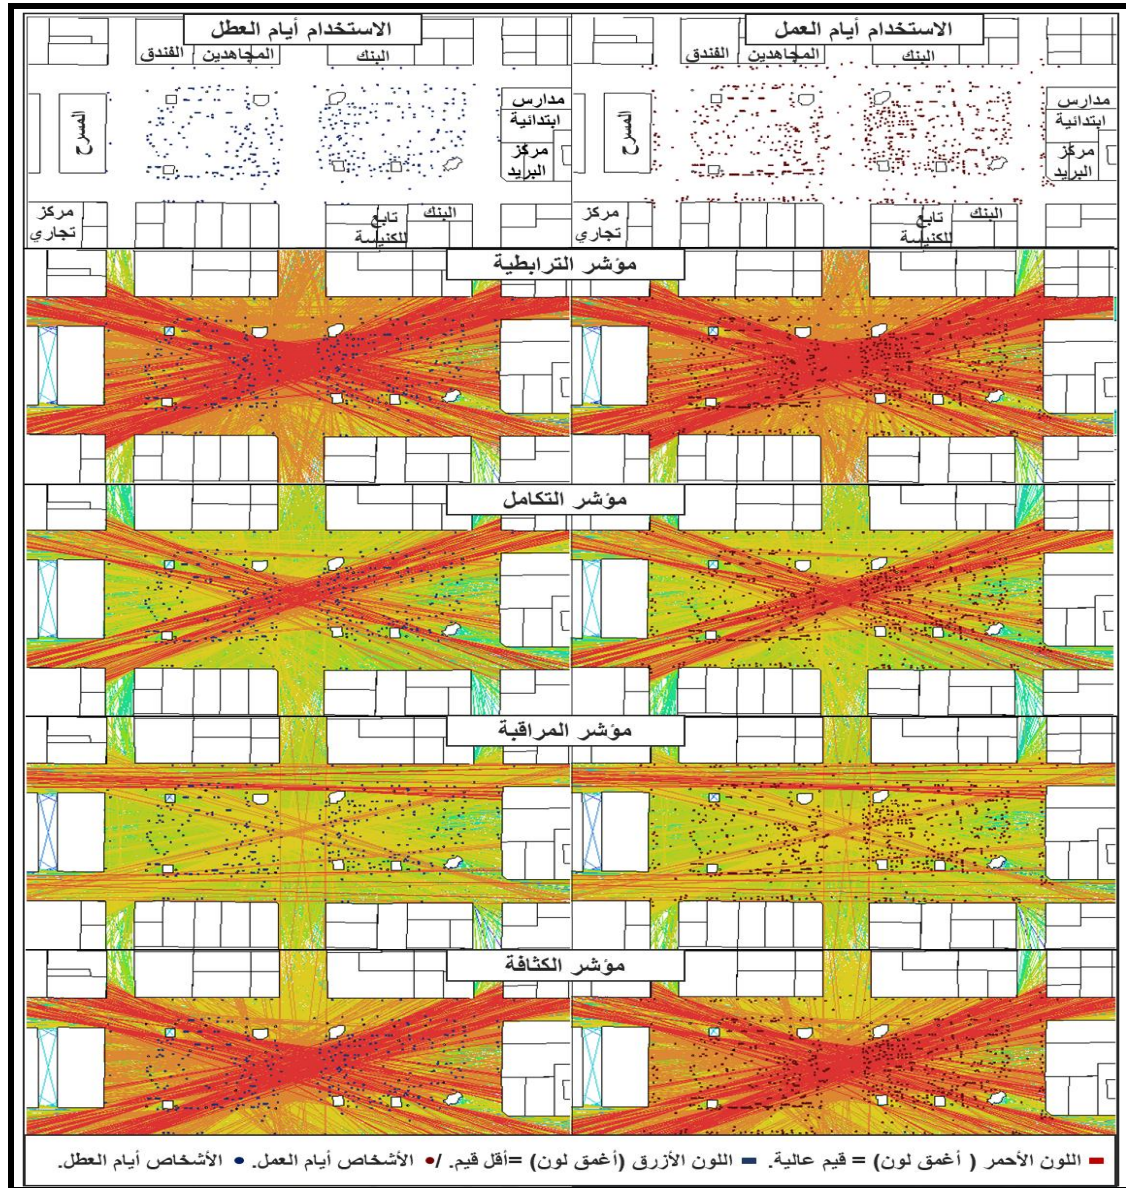 الاستخدام أيام العمل
الاستخدام أيام العطل
الفندق
المجاهدين
البنك
الفندق
المجاهدين
البنك
المسرح
مدارس
ابتدائية
مركز
البريد
المسرح
مدارس
ابتدائية
مركز
البريد
مركز
تجاري
تابع
للكنيسة
البنك
مركز
تجاري
تابع
للكنيسة
البنك
مؤشر الترابطية
مؤشر التكامل
مؤشر المراقبة
مؤشر الكثافة
اللون الأحمر ( أغمق لون) = قيم عالية. اللون الأزرق (أغمق لون) =أقل قيم. / الأشخاص أيام العمل. الأشخاص أيام العطل.